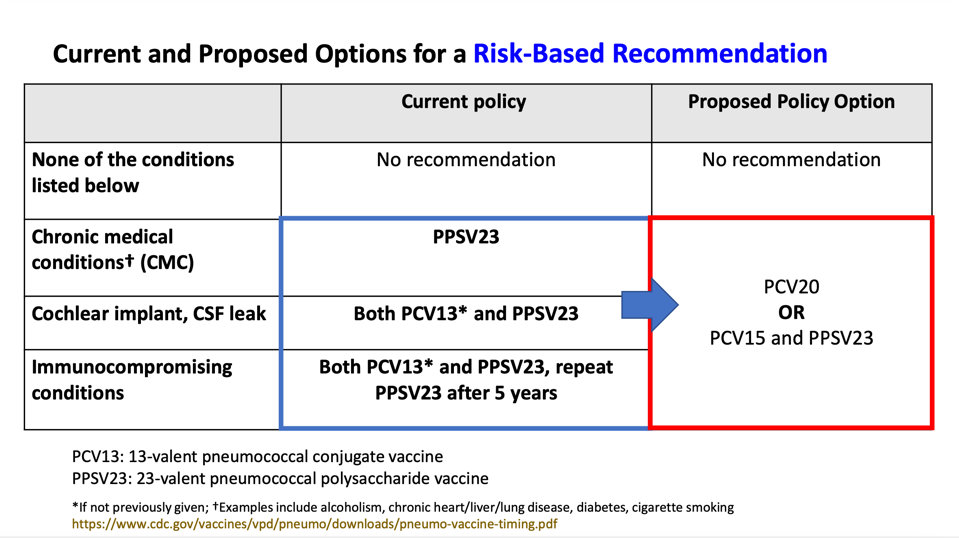 Current and Proposed Options for a Risk-Based Recommendation
Current policy
Proposed Policy Option
None of the conditions
listed below
No recommendation
No recommendation
Chronic medical
conditions† (CMC)
PPSV23
Cochlear implant, CSF leak
Both PCV13* and PPSV23
Immunocompromising
conditions
Both PCV13* and PPSV23, repeat
PPSV23 after 5 years
PCV20
OR
PCV15 and PPSV23
PCV13: 13-valent pneumococcal conjugate vaccine
PPSV23: 23-valent pneumococcal polysaccharide vaccine
*If not previously given; †Examples include alcoholism, chronic heart/liver/lung disease, diabetes, cigarette smoking
https://www.cdc.gov/vaccines/vpd/pneumo/downloads/pneumo-vaccine-timing.pdf